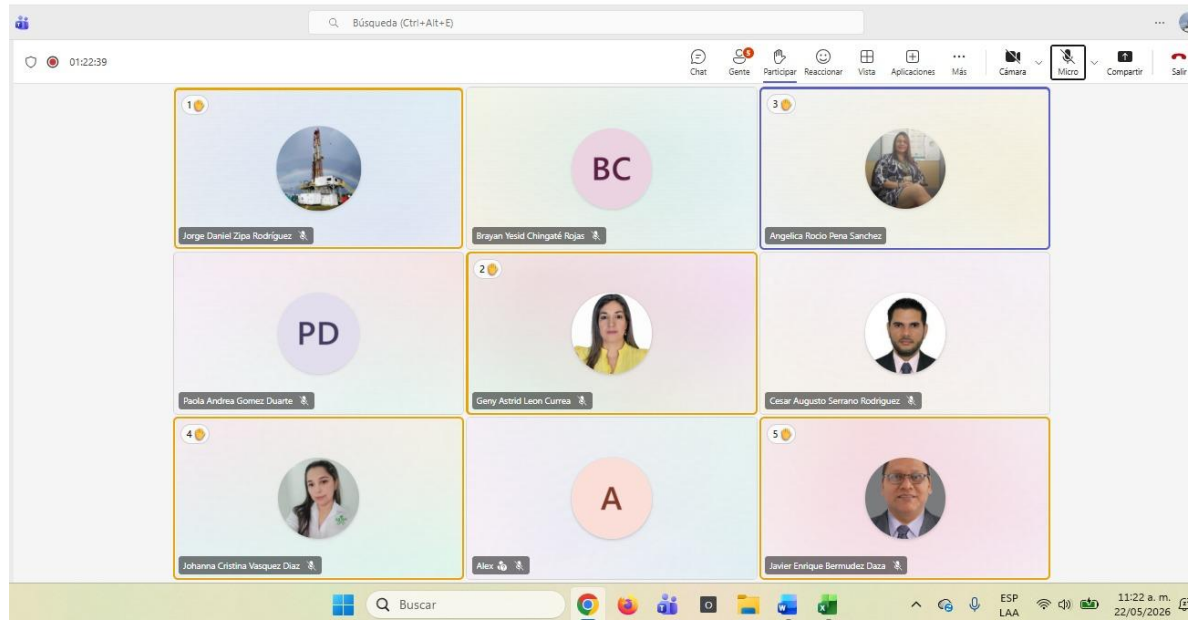 Búsqueda (Ctrl+Alt+E)
01:22:39
5
Chat Gente Participar Reaccionar Vista Aplicaciones Más Cámara Micro Compartir Salir
1
Jorge Daniel Zipa Rodríguez
BC
Brayan Yesid Chingaté Rojas
3
Angelica Rocio Pena Sanchez
PD
Paola Andrea Gomez Duarte
2
Geny Astrid Leon Currea
Cesar Augusto Serrano Rodriguez
4
Johanna Cristina Vasquez Diaz
A
Alex
5
Javier Enrique Bermudez Daza
Buscar
ESP
LAA
11:22 a. m.
22/05/2026